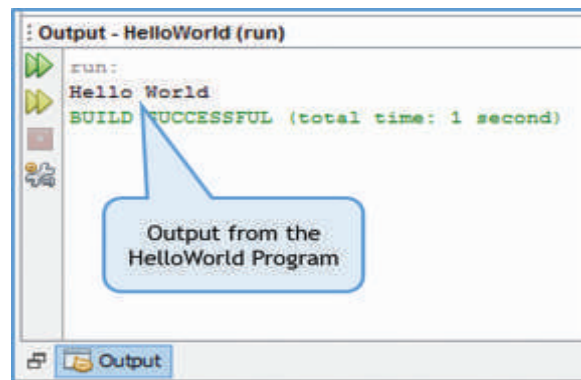 Output - HelloWorld (run)
run:
Hello World
BUILD SUCCESSFUL (total time: 1 second)
Output from the
HelloWorld Program
Output